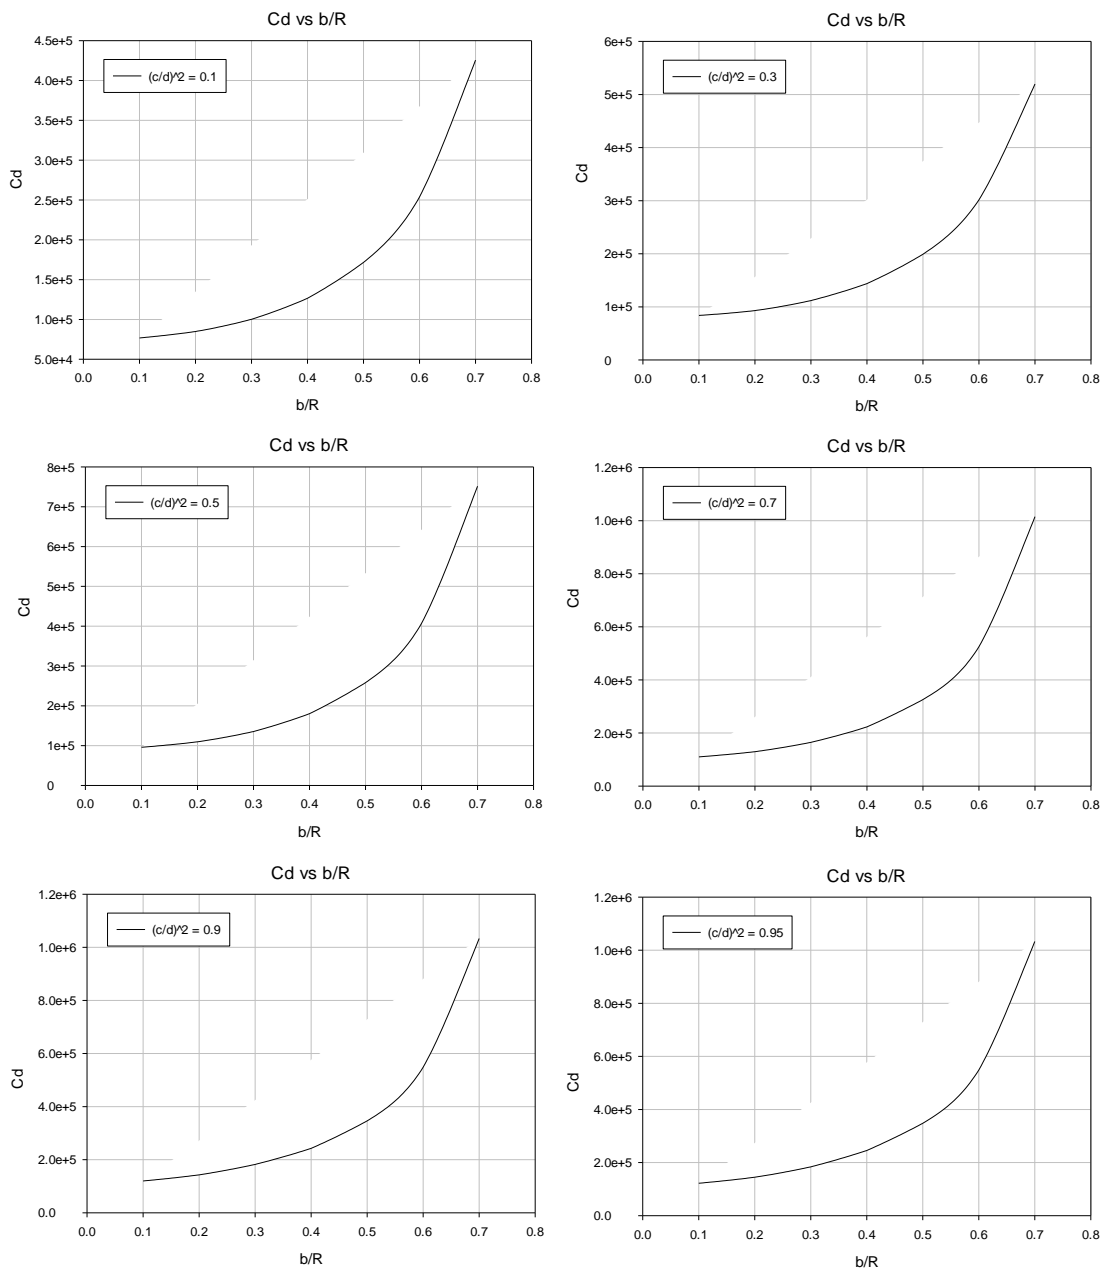 Cd vs b/R
4.5e+5
4.0e+5
3.5e+5
3.0e+5
2.5e+5
2.0e+5
1.5e+5
1.0e+5
5.0e+4
Cd
(c/d)^2 = 0.1
0.0 0.1 0.2 0.3 0.4 0.5 0.6 0.7 0.8
b/R
Cd vs b/R
6e+5
5e+5
4e+5
3e+5
2e+5
1e+5
0
Cd
(c/d)^2 = 0.3
0.0 0.1 0.2 0.3 0.4 0.5 0.6 0.7 0.8
b/R
Cd vs b/R
8e+5
7e+5
6e+5
5e+5
4e+5
3e+5
2e+5
1e+5
0
Cd
(c/d)^2 = 0.5
0.0 0.1 0.2 0.3 0.4 0.5 0.6 0.7 0.8
b/R
Cd vs b/R
1.2e+6
1.0e+6
8.0e+5
6.0e+5
4.0e+5
2.0e+5
0.0
Cd
(c/d)^2 = 0.7
0.0 0.1 0.2 0.3 0.4 0.5 0.6 0.7 0.8
b/R
Cd vs b/R
1.2e+6
1.0e+6
8.0e+5
6.0e+5
4.0e+5
2.0e+5
0.0
Cd
(c/d)^2 = 0.9
0.0 0.1 0.2 0.3 0.4 0.5 0.6 0.7 0.8
b/R
Cd vs b/R
1.2e+6
1.0e+6
8.0e+5
6.0e+5
4.0e+5
2.0e+5
0.0
Cd
(c/d)^2 = 0.95
0.0 0.1 0.2 0.3 0.4 0.5 0.6 0.7 0.8
b/R